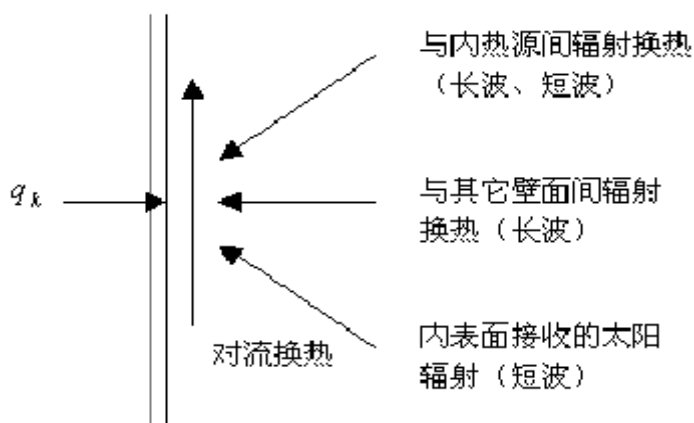 与内热源间辐射换热
（长波、短波）
q k
与其它壁面间辐射
换热（长波）
对流换热
内表面接收的太阳
辐射（短波）